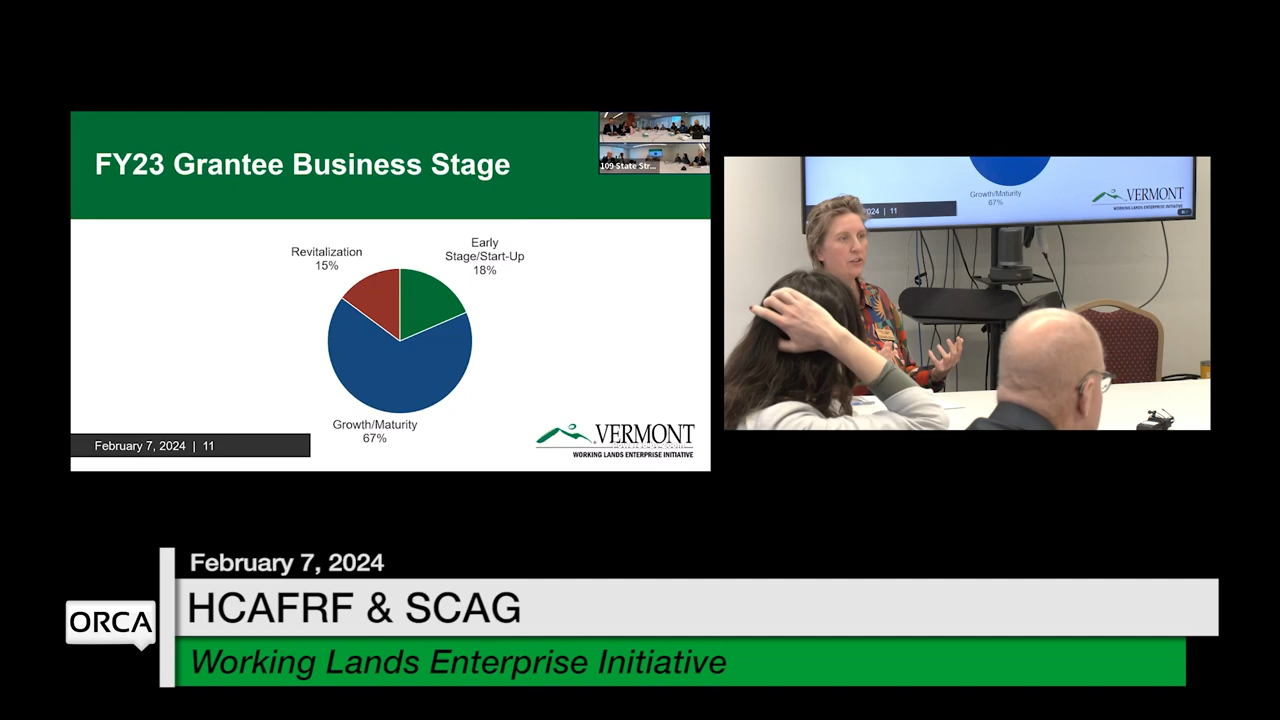 FY23 Grantee Business Stage
109 State Str...
Revitalization
15%
Early
Stage/Start-Up
18%
Growth/Maturity
67%
February 7, 2024 | 11
VERMONT
WORKING LANDS ENTERPRISE INITIATIVE
Growth/Maturity
67%
2024 | 11
VERMONT
WORKING LANDS ENTERPRISE INITIATIVE
February 7, 2024
HCAFRF & SCAG
ORCA
Working Lands Enterprise Initiative